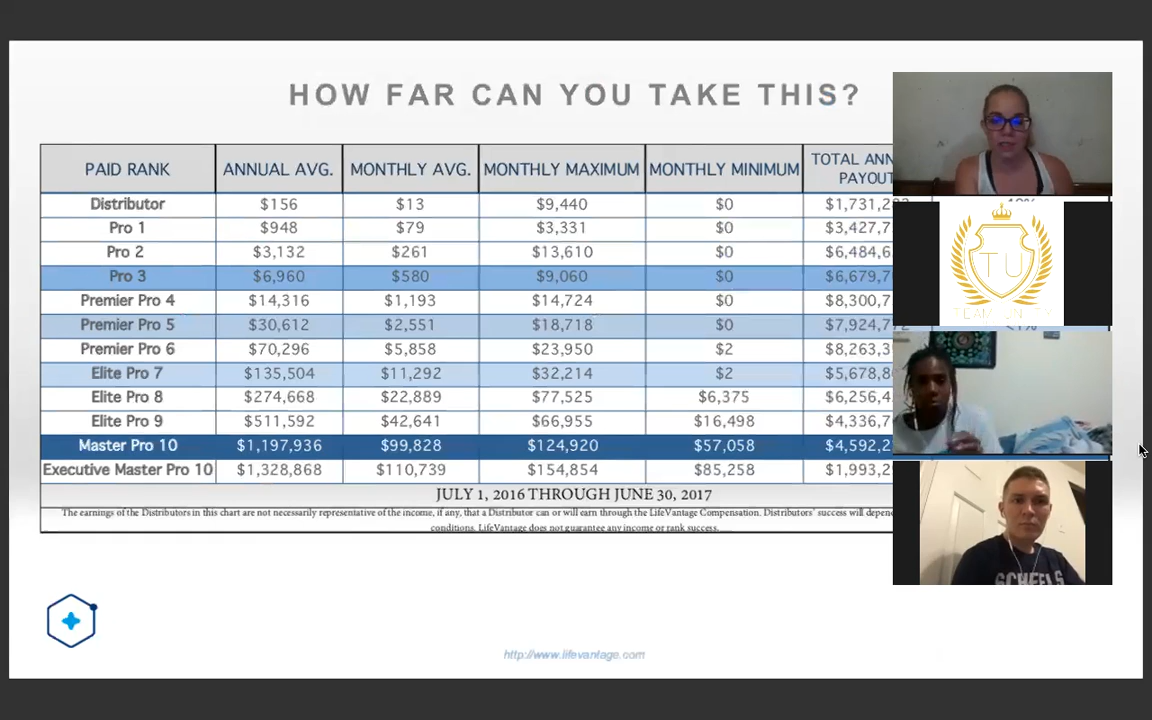 HOW FAR CAN YOU TAKE THIS?
PAID RANK ANNUAL AVG. MONTHLY AVG. MONTHLY MAXIMUM MONTHLY MINIMUM TOTAL
Distributor $156 $13 $9,440 $0
Pro 1 $948 $79 $3,331 $0
Pro 2 $3,132 $261 $13,610 $0
Pro 3 $6,960 $580 $9,060 $0
Premier Pro 4 $14,316 $1,193 $14,724 $0
Premier Pro 5 $30,612 $2,551 $18,718 $0
Premier Pro 6 $70,296 $5,858 $23,950 $2
Elite Pro 7 $135,504 $11,292 $32,214 $2
Elite Pro 8 $274,668 $22,889 $77,525 $6,375
Elite Pro 9 $511,592 $42,641 $66,955 $16,498
Master Pro 10 $1,197,936 $99,828 $124,920 $57,058
Executive Master Pro 10 $1,328,868 $110,739 $154,854 $85,258
JULY 1, 2016 THROUGH JUNE 30, 2017
The earnings of the Distributors in this chart are not necessarily representative of the income, if any, that a Distributor can or will earn through the LifeVantage Compensation. Distributors' success will
conditions. LifeVantage does not guarantee any income or rank success.
http://www.lifevantage.com
TU
TEAM UNITY
SCHEELS